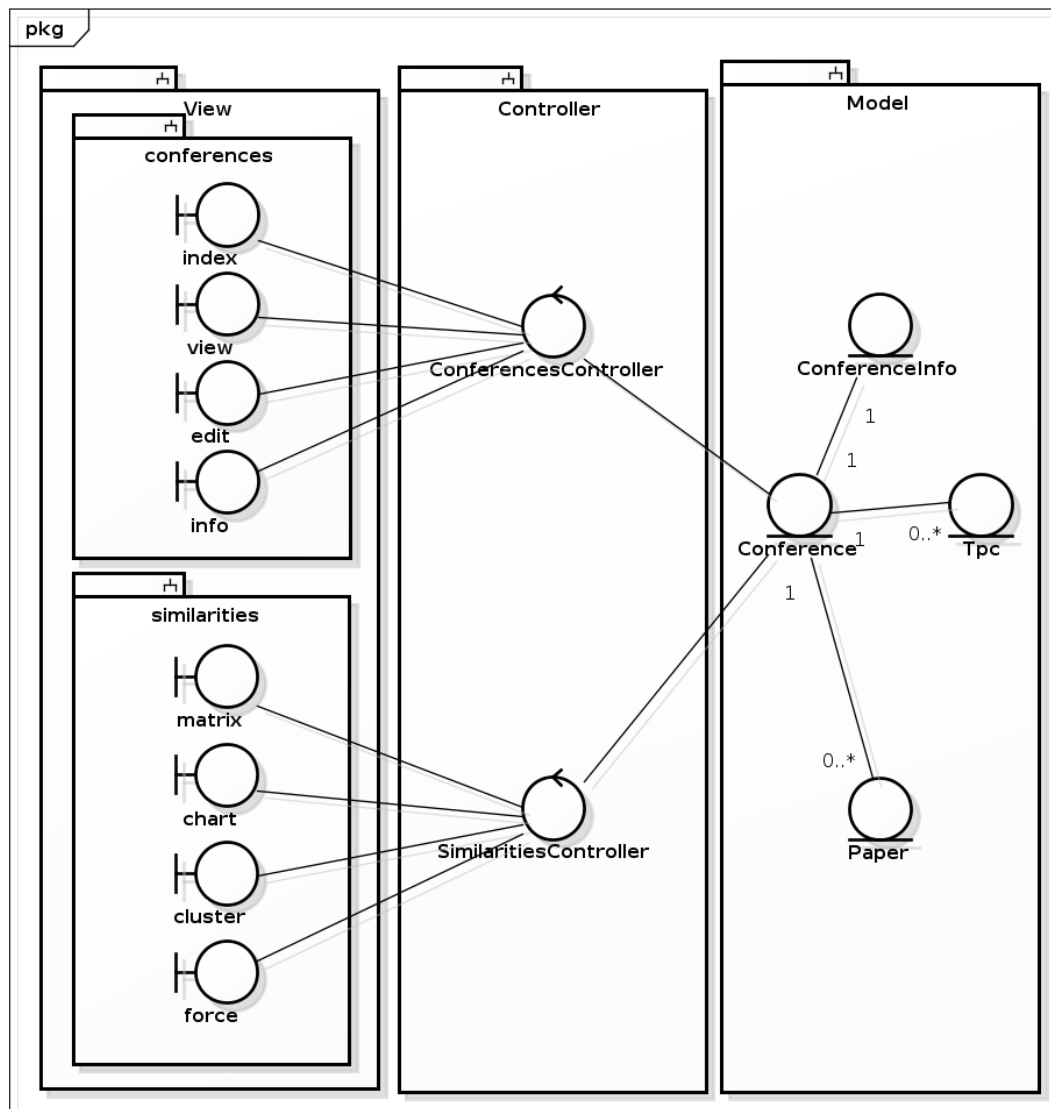 pkg
View
conferences
index
view
edit
info
similarities
matrix
chart
cluster
force
Controller
ConferencesController
SimilaritiesController
Model
ConferenceInfo
1
1
Conference
1
0..*
Tpc
1
0..*
Paper